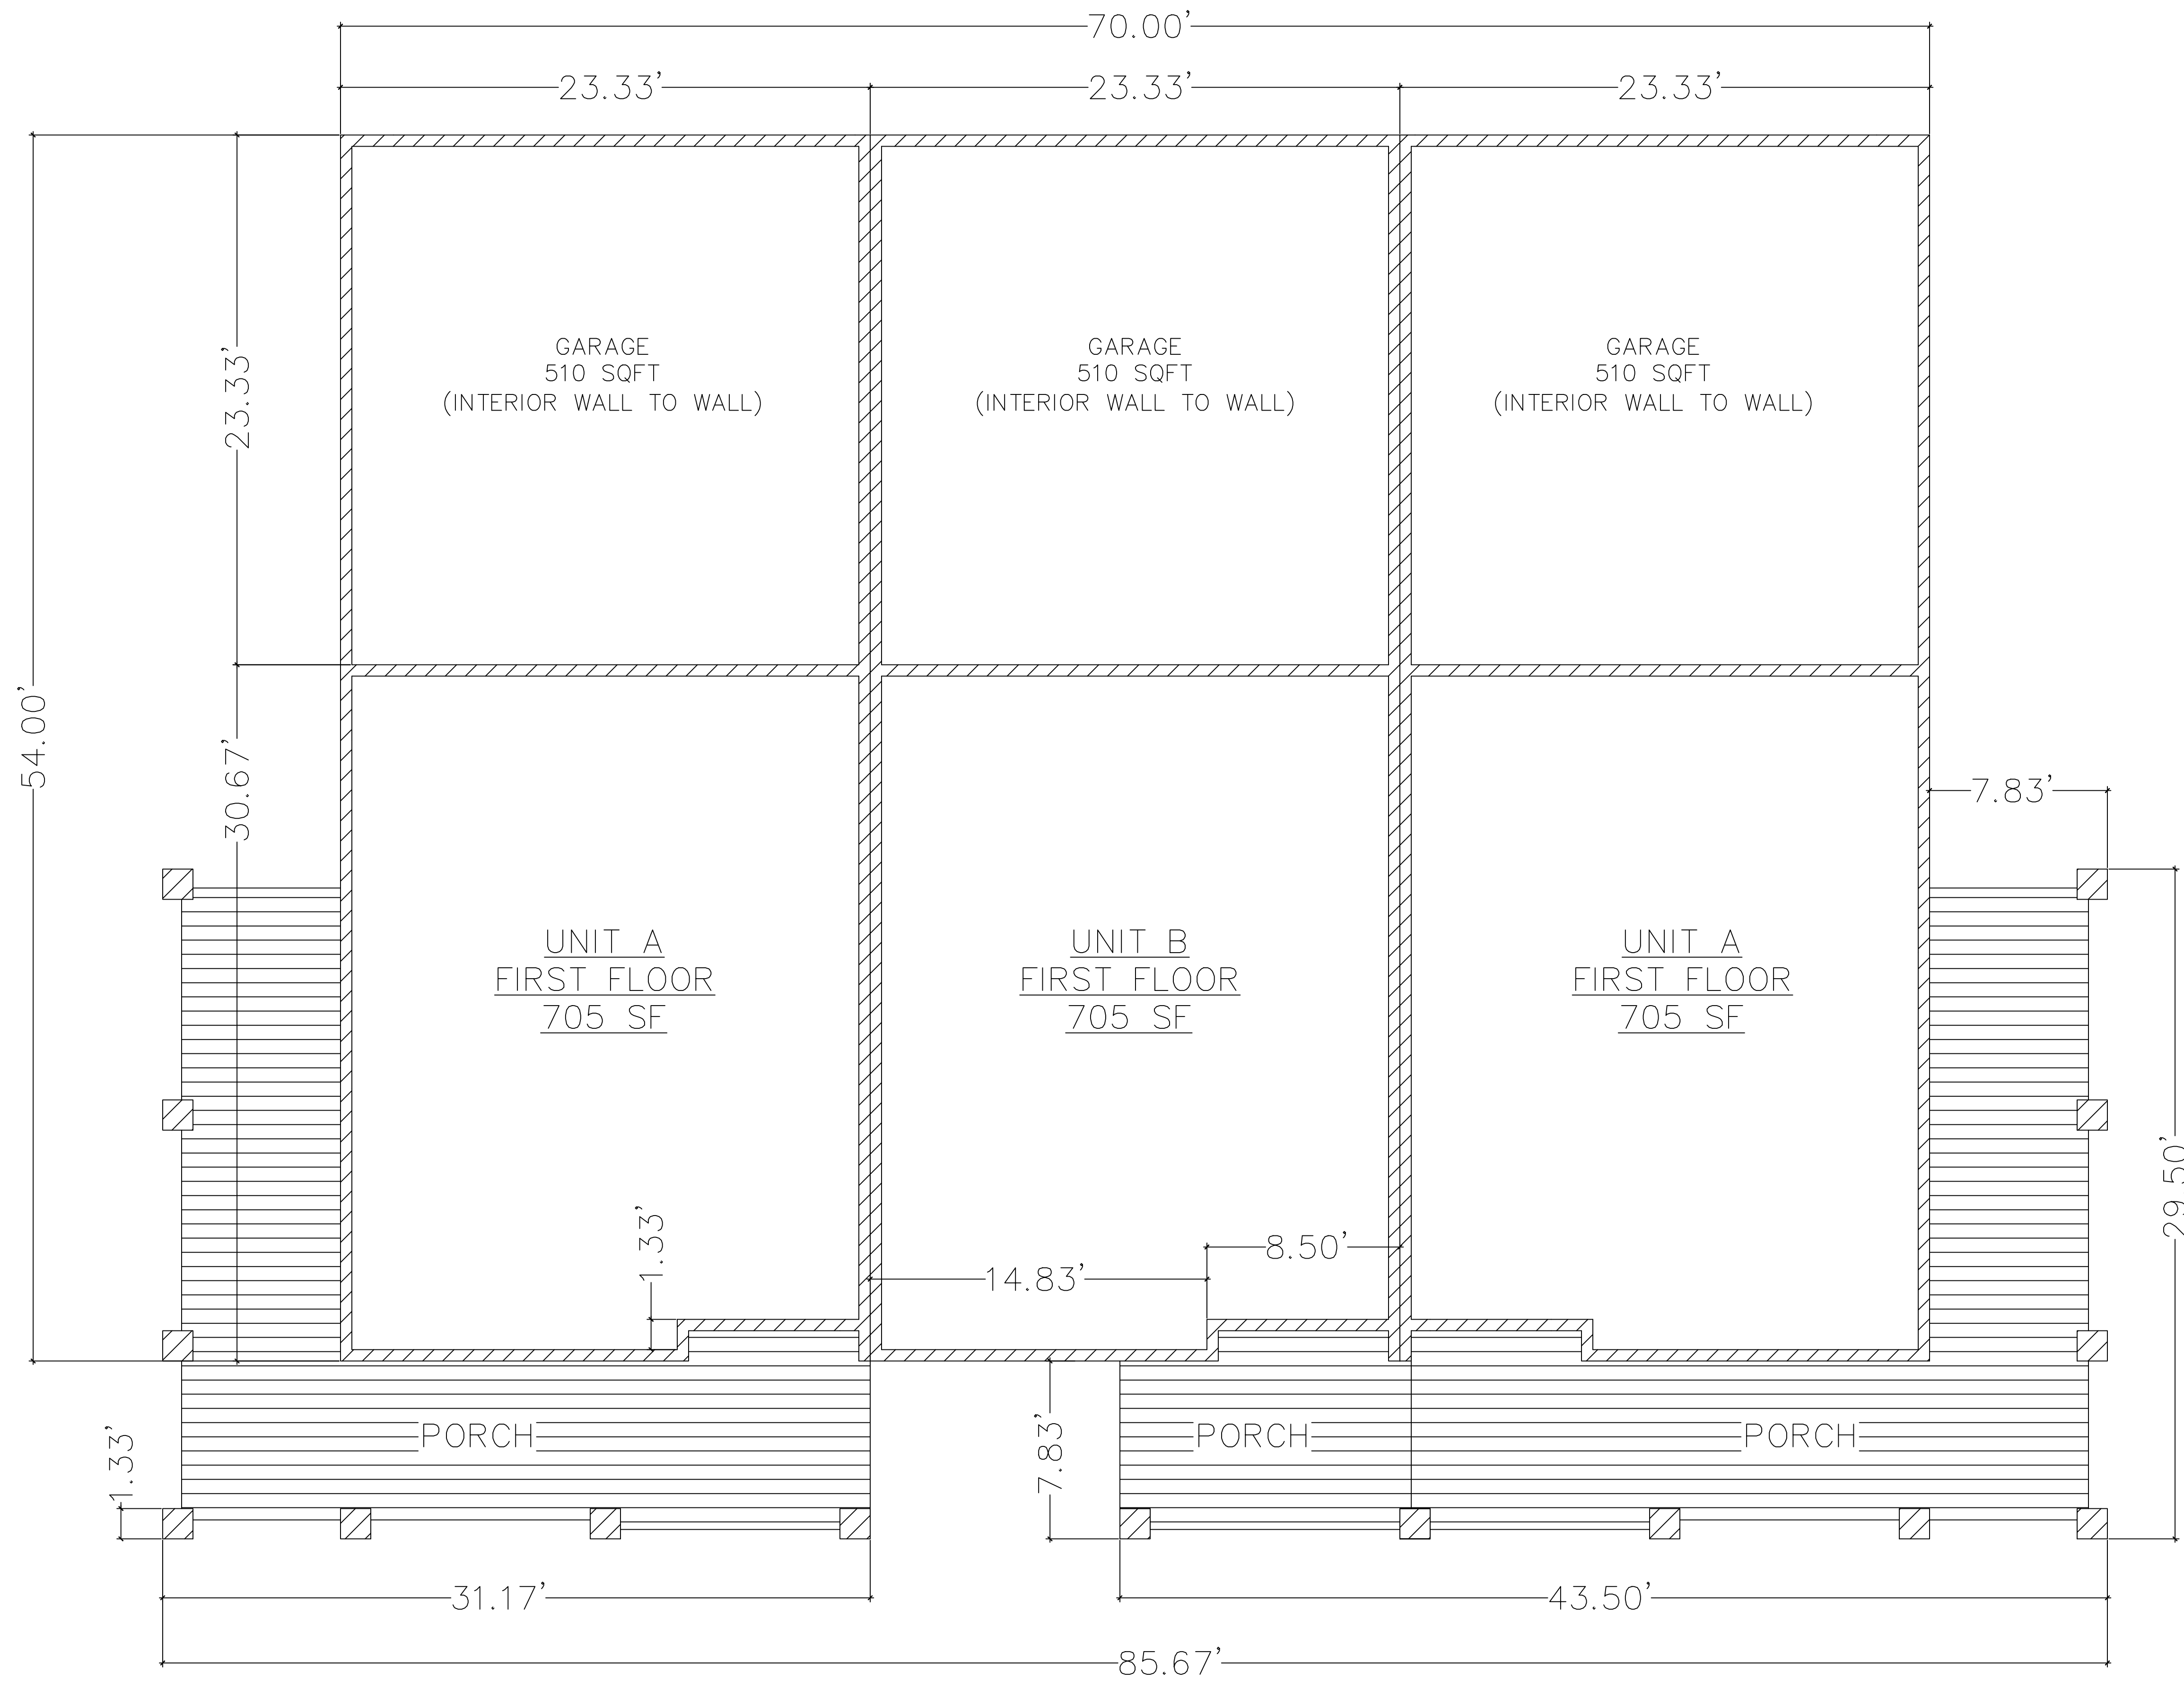 70.00'
23.33' 23.33' 23.33'
GARAGE
510 SQFT
(INTERIOR WALL TO WALL)
GARAGE
510 SQFT
(INTERIOR WALL TO WALL)
GARAGE
510 SQFT
(INTERIOR WALL TO WALL)
23.33'
54.00'
30.67'
7.83'
UNIT A
FIRST FLOOR
705 SF
UNIT B
FIRST FLOOR
705 SF
UNIT A
FIRST FLOOR
705 SF
29.50'
1.33'
8.50'
14.83'
PORCH
PORCH
PORCH
1.33'
7.83'
31.17'
43.50'
85.67'